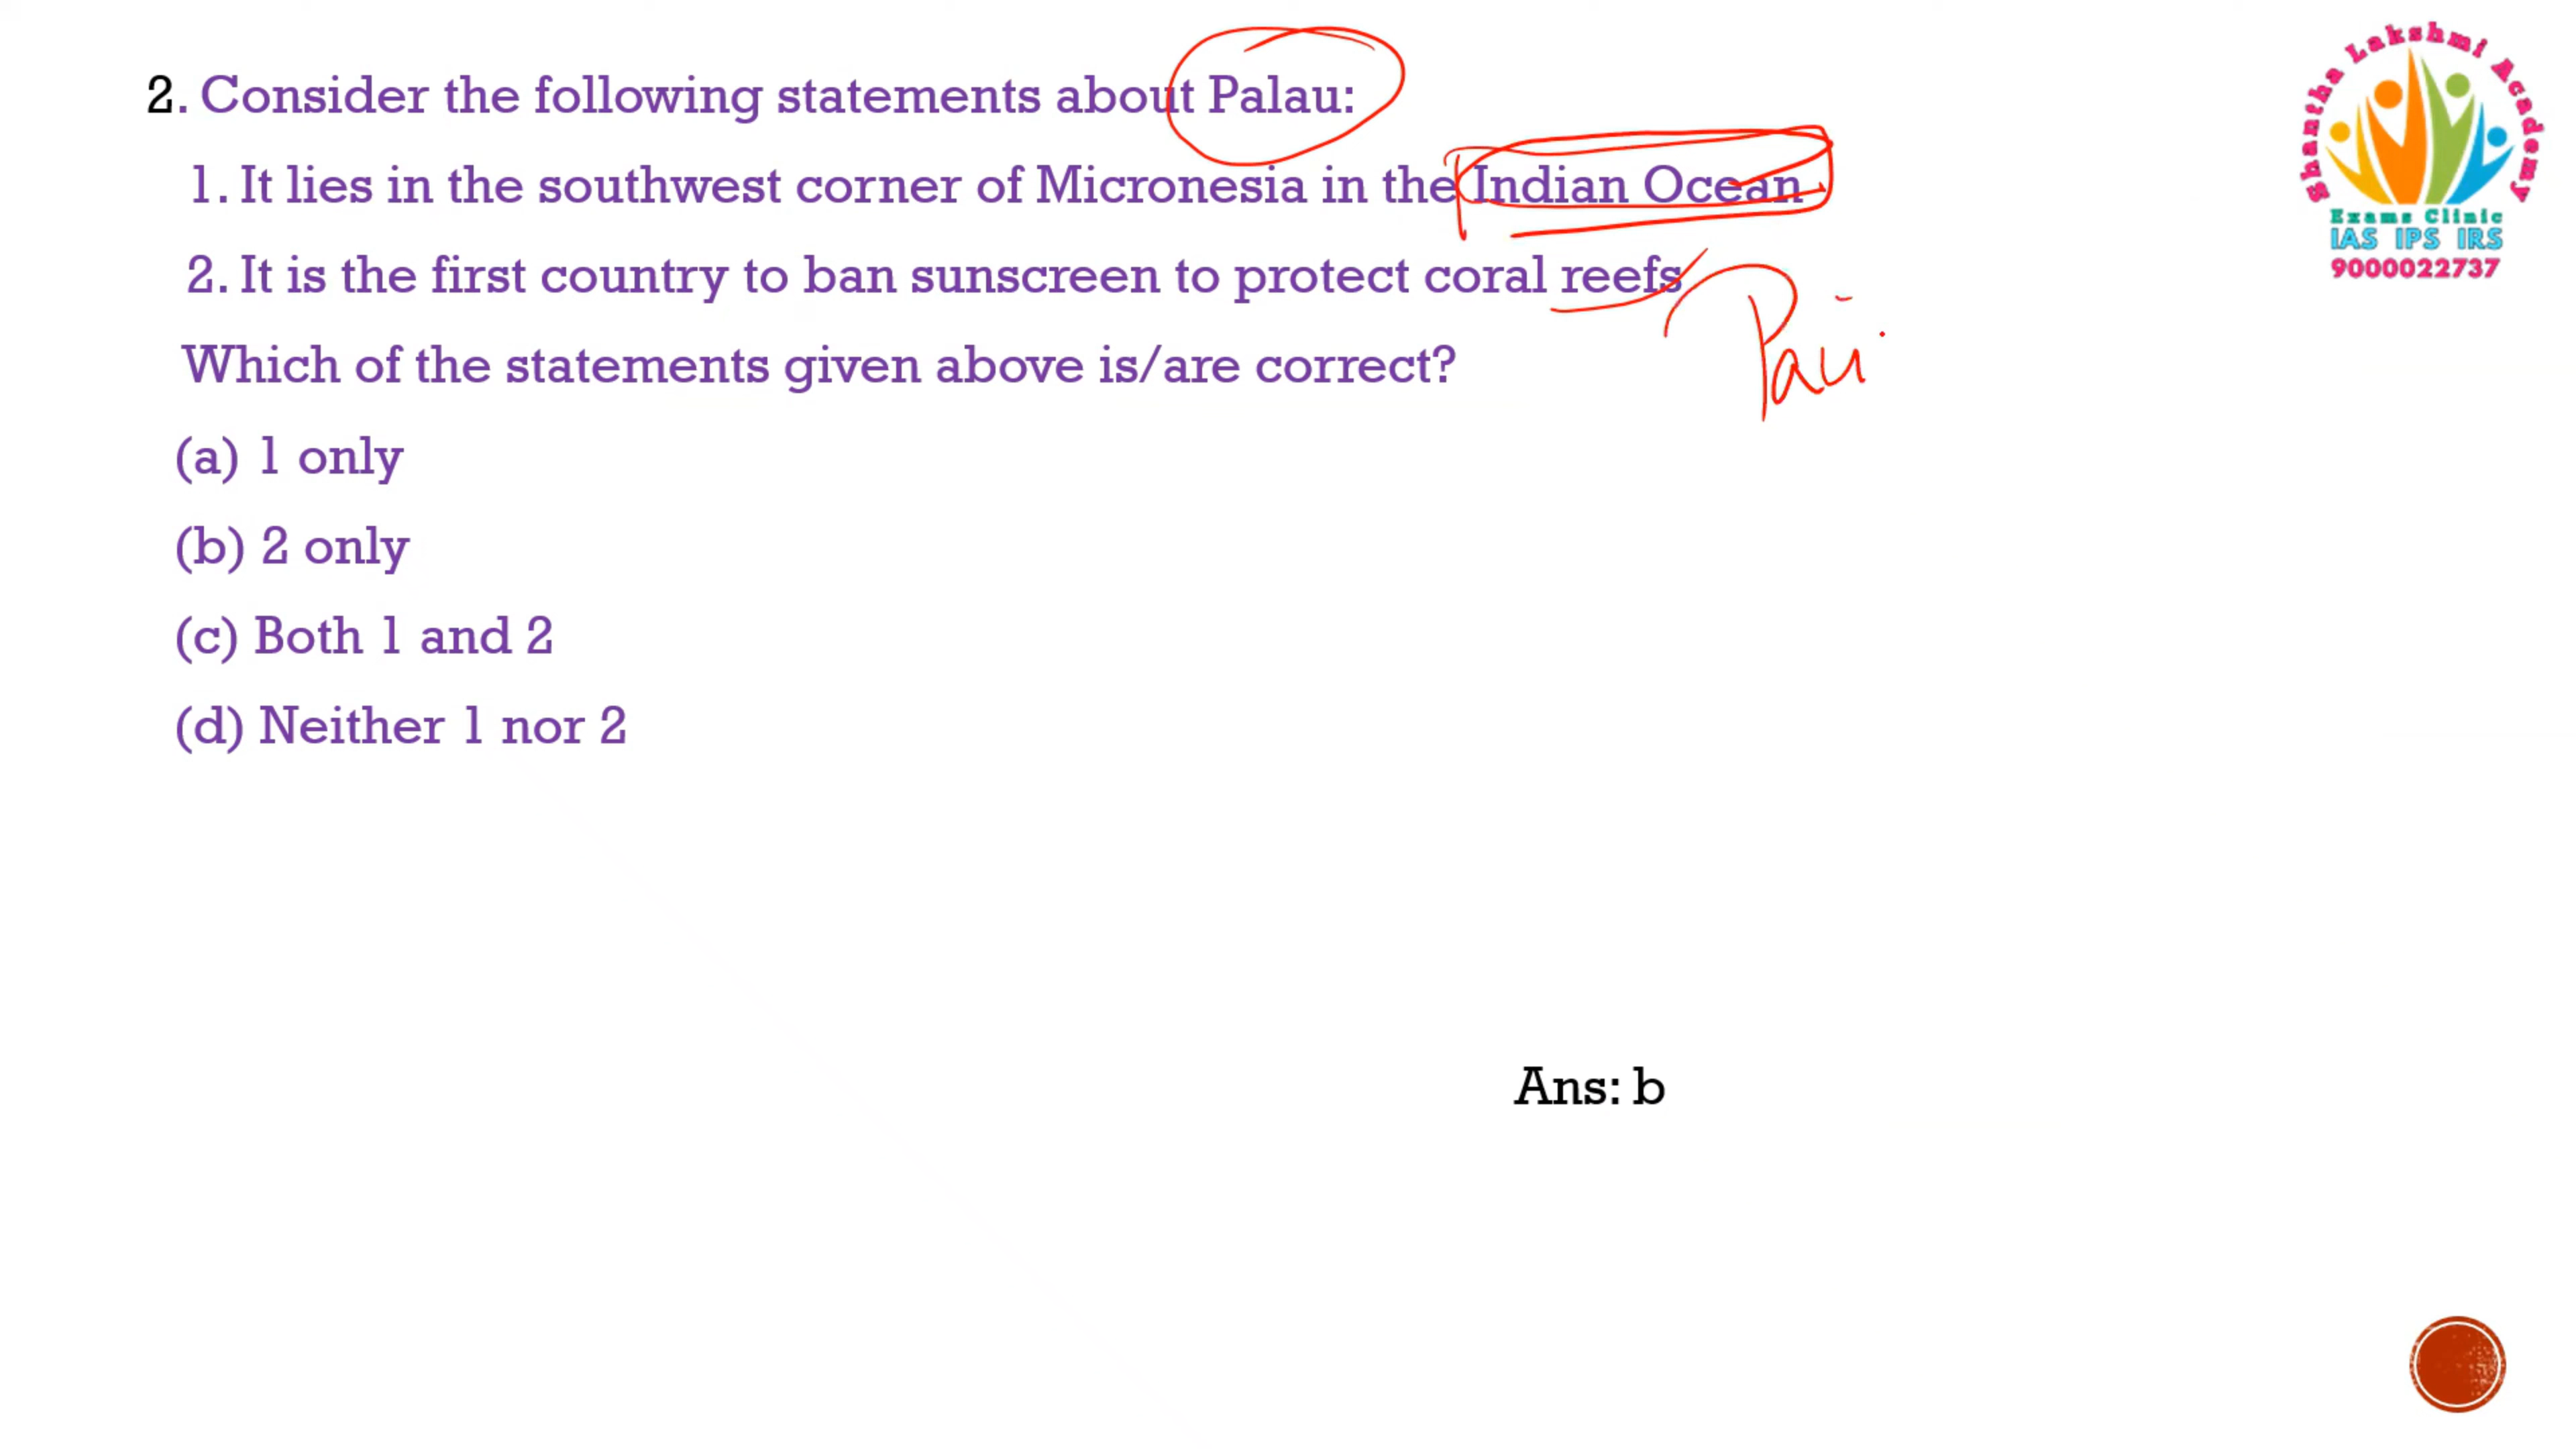 2. Consider the following statements about Palau:
1. It lies in the southwest corner of Micronesia in the Indian Ocean.
2. It is the first country to ban sunscreen to protect coral reefs
Which of the statements given above is/are correct?
(a) 1 only
(b) 2 only
(c) Both 1 and 2
(d) Neither 1 nor 2
Ans: b
Shantha Lakshmi Academy
Exams Clinic
IAS IPS IRS
9000022737